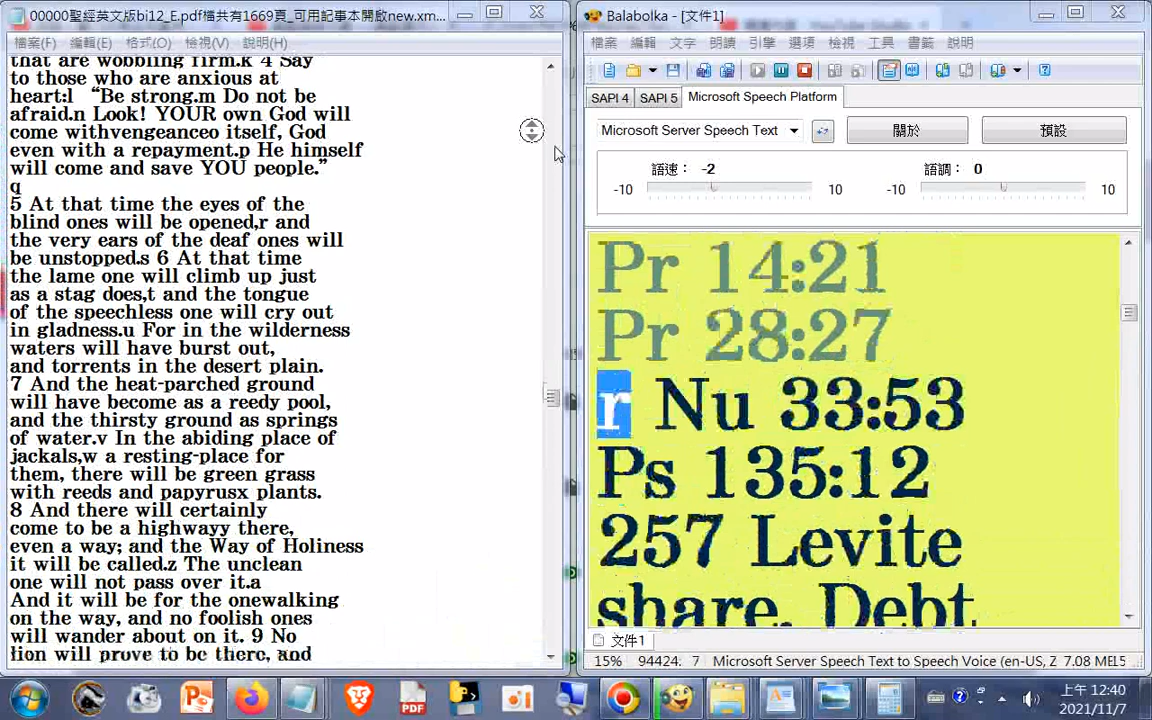 00000聖經英文版bi12_E.pdf檔共有1669頁_可用記事本開啟new.xm...
檔案(F) 編輯(E) 格式(O) 檢視(V) 說明(H)
that are wobbling firm.k 4 Say
to those who are anxious at
heart:l “Be strong.m Do not be
afraid.n Look! YOUR own God will
come withvengeanceo itself, God
even with a repayment.p He himself
will come and save YOU people.”
q
5 At that time the eyes of the
blind ones will be opened,r and
the very ears of the deaf ones will
be unstopped.s 6 At that time
the lame one will climb up just
as a stag does,t and the tongue
of the speechless one will cry out
in gladness.u For in the wilderness
waters will have burst out,
and torrents in the desert plain.
7 And the heat-parched ground
will have become as a reedy pool,
and the thirsty ground as springs
of water.v In the abiding place of
jackals,w a resting-place for
them, there will be green grass
with reeds and papyrusx plants.
8 And there will certainly
come to be a highwayy there,
even a way; and the Way of Holiness
it will be called.z The unclean
one will not pass over it.a
And it will be for the onewalking
on the way, and no foolish ones
will wander about on it. 9 No
lion will prove to be there, and
Balabolka - [文件1]
檔案 編輯 文字 朗讀 引擎 選項 檢視 工具 書籤 說明
SAPI 4 SAPI 5 Microsoft Speech Platform
Microsoft Server Speech Text 關於 預設
語速： -2 語調： 0
-10 10 -10 10
Pr 14:21
Pr 28:27
r Nu 33:53
Ps 135:12
257 Levite
share. Debt
文件1
15% 94424: 7 Microsoft Server Speech Text to Speech Voice (en-US, Z 7.08 ME
PDF
上午 12:40
2021/11/7